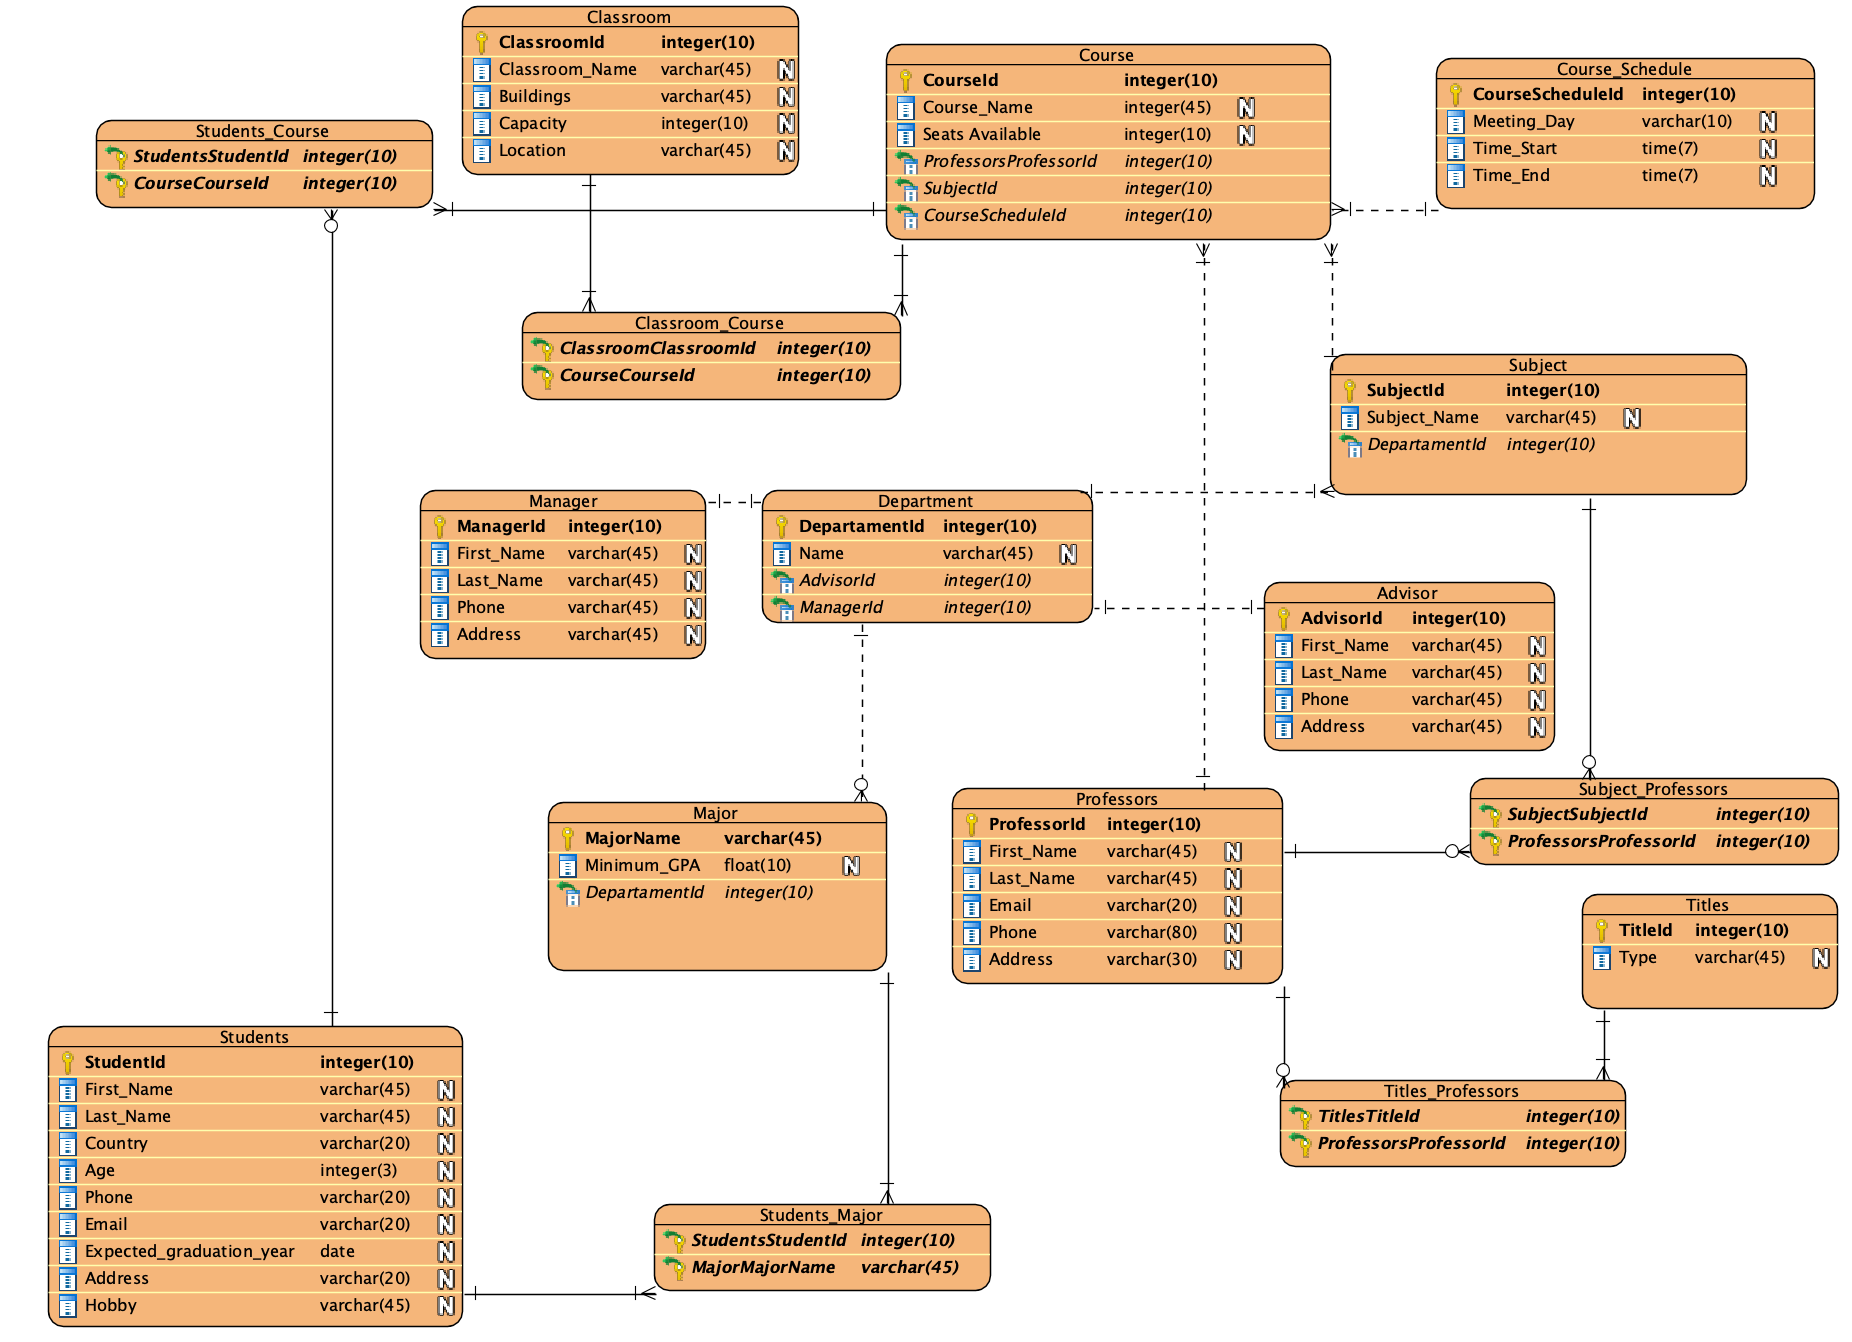 Classroom
ClassroomId integer(10)
Classroom_Name varchar(45) N
Buildings varchar(45) N
Capacity integer(10) N
Location varchar(45) N
Course
CourseId integer(10)
Course_Name integer(45) N
Seats Available integer(10) N
ProfessorsProfessorId integer(10)
SubjectId integer(10)
CourseScheduleId integer(10)
Course_Schedule
CourseScheduleId integer(10)
Meeting_Day varchar(10) N
Time_Start time(7) N
Time_End time(7) N
Students_Course
StudentsStudentId integer(10)
CourseCourseId integer(10)
Classroom_Course
ClassroomClassroomId integer(10)
CourseCourseId integer(10)
Subject
SubjectId integer(10)
Subject_Name varchar(45) N
DepartamentId integer(10)
Manager
ManagerId integer(10)
First_Name varchar(45) N
Last_Name varchar(45) N
Phone varchar(45) N
Address varchar(45) N
Department
DepartamentId integer(10)
Name varchar(45) N
AdvisorId integer(10)
ManagerId integer(10)
Advisor
AdvisorId integer(10)
First_Name varchar(45) N
Last_Name varchar(45) N
Phone varchar(45) N
Address varchar(45) N
Major
MajorName varchar(45)
Minimum_GPA float(10) N
DepartamentId integer(10)
Professors
ProfessorId integer(10)
First_Name varchar(45) N
Last_Name varchar(45) N
Email varchar(20) N
Phone varchar(80) N
Address varchar(30) N
Subject_Professors
SubjectSubjectId integer(10)
ProfessorsProfessorId integer(10)
Titles
TitleId integer(10)
Type varchar(45) N
Titles_Professors
TitlesTitleId integer(10)
ProfessorsProfessorId integer(10)
Students
StudentId integer(10)
First_Name varchar(45) N
Last_Name varchar(45) N
Country varchar(20) N
Age integer(3) N
Phone varchar(20) N
Email varchar(20) N
Expected_graduation_year date N
Address varchar(20) N
Hobby varchar(45) N
Students_Major
StudentsStudentId integer(10)
MajorMajorName varchar(45)